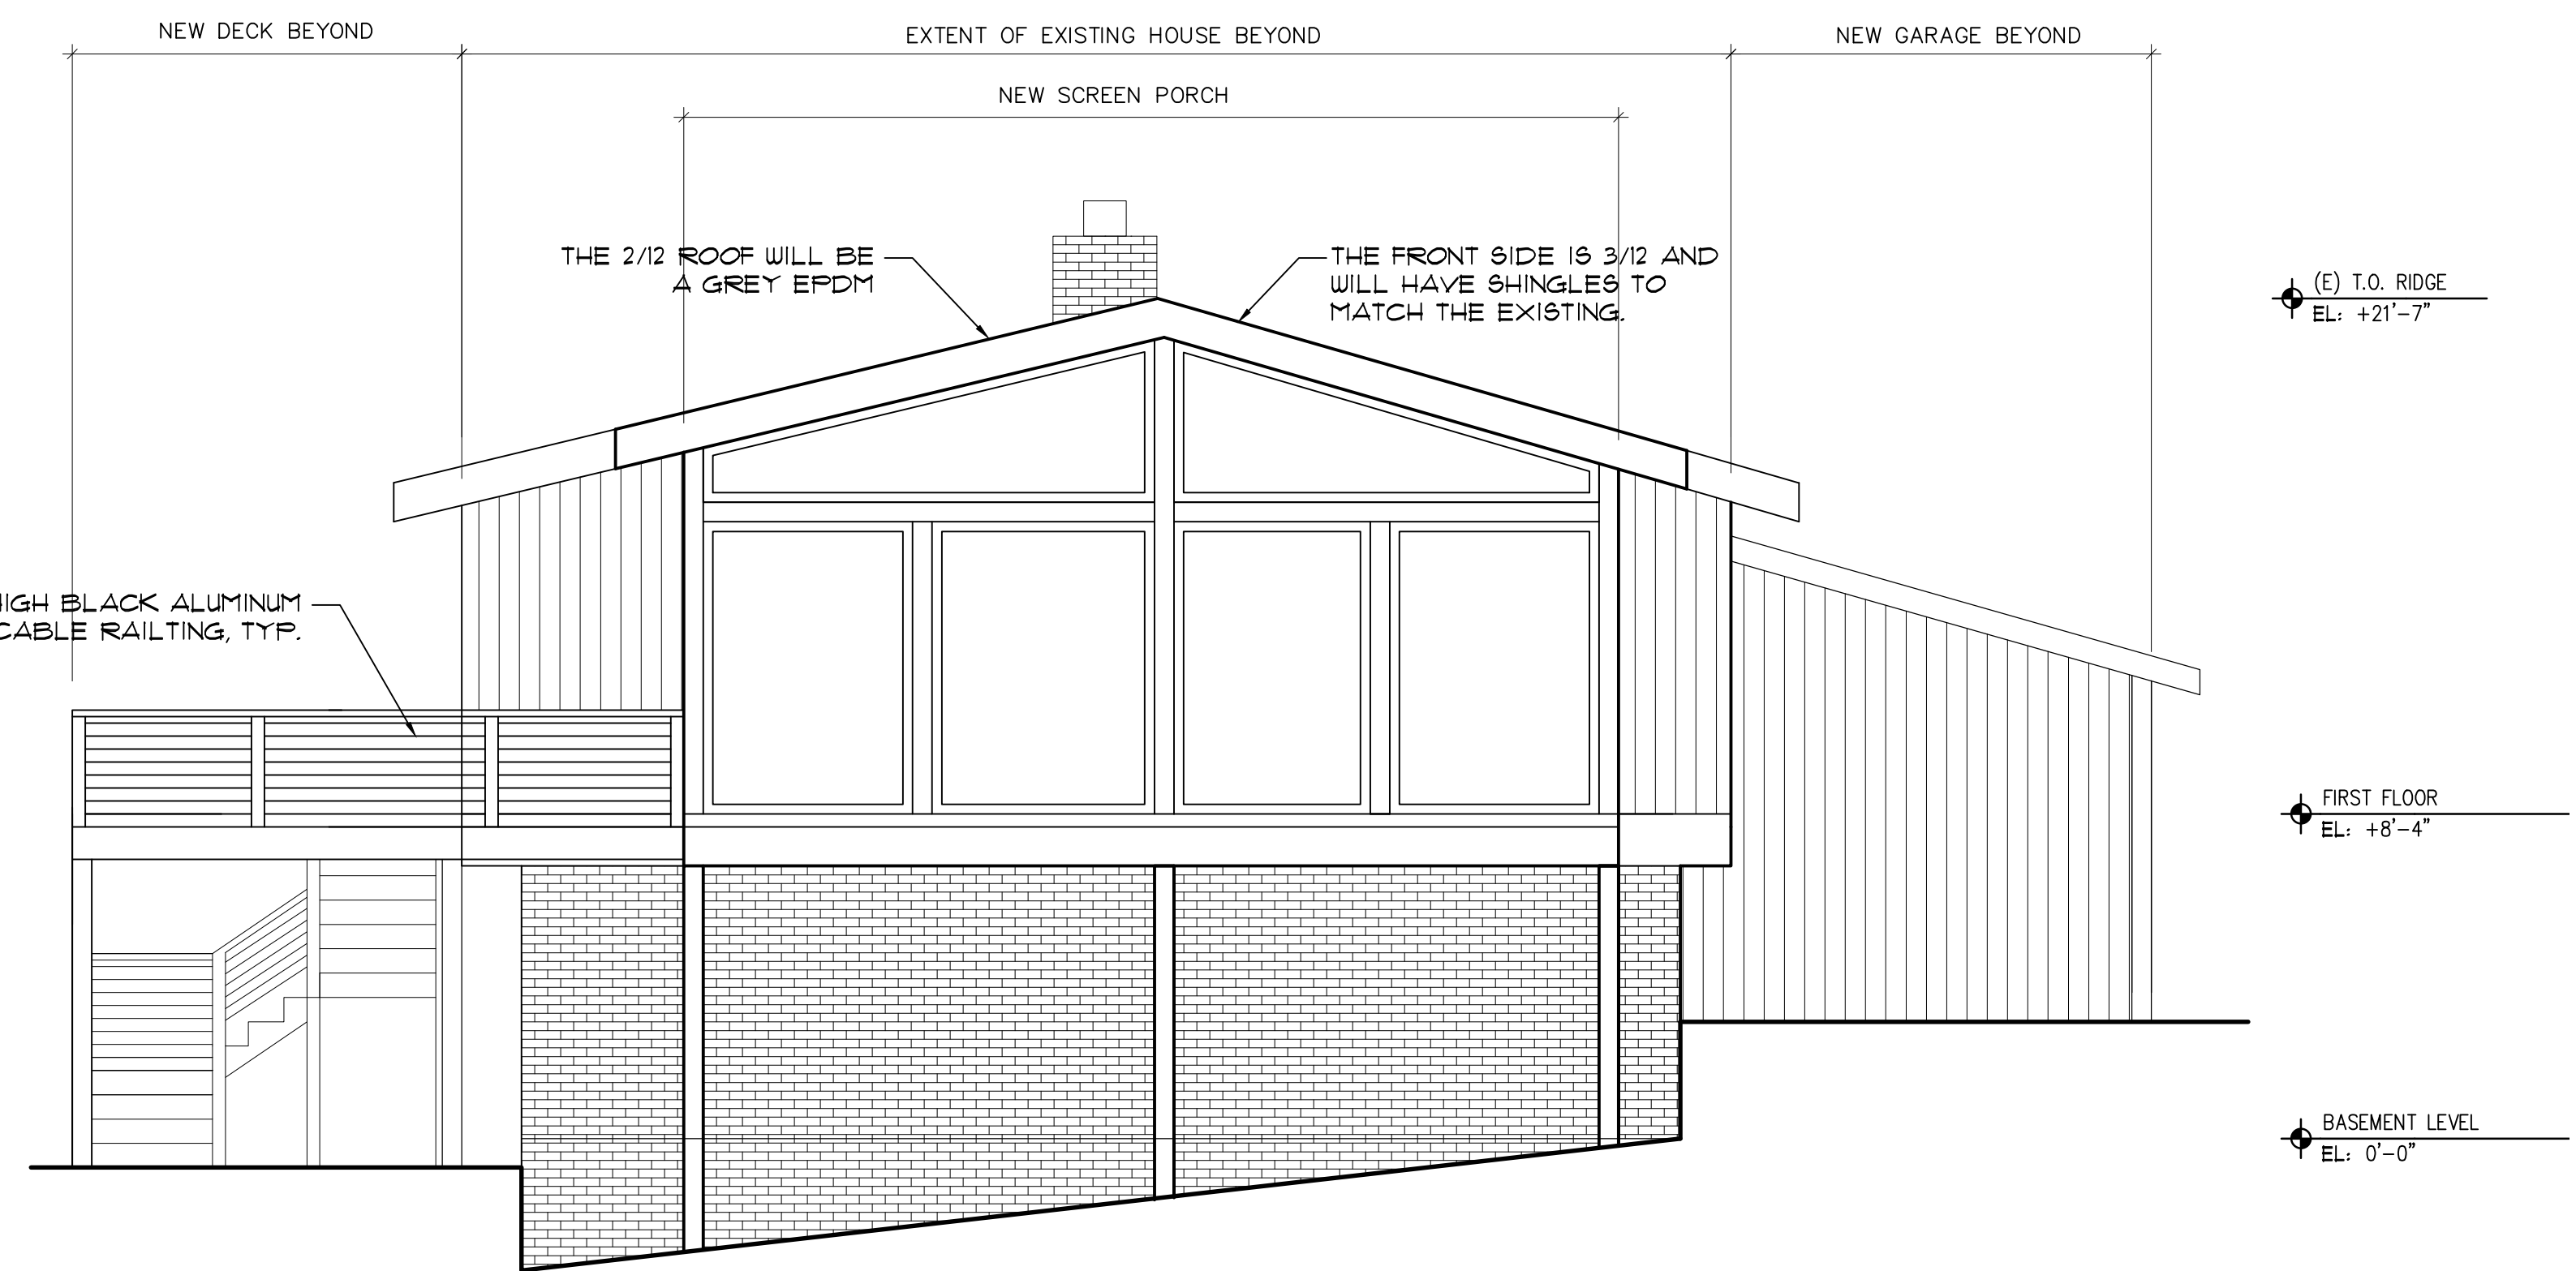 NEW DECK BEYOND
EXTENT OF EXISTING HOUSE BEYOND
NEW GARAGE BEYOND
NEW SCREEN PORCH
THE 2/12 ROOF WILL BE
A GREY EPDM
THE FRONT SIDE IS 3/12 AND
WILL HAVE SHINGLES TO
MATCH THE EXISTING.
(E) T.O. RIDGE
EL: +21'-7"
BLACK ALUMINUM
CABLE RAILTING, TYP.
FIRST FLOOR
EL: +8'-4"
BASEMENT LEVEL
EL: 0'-0"